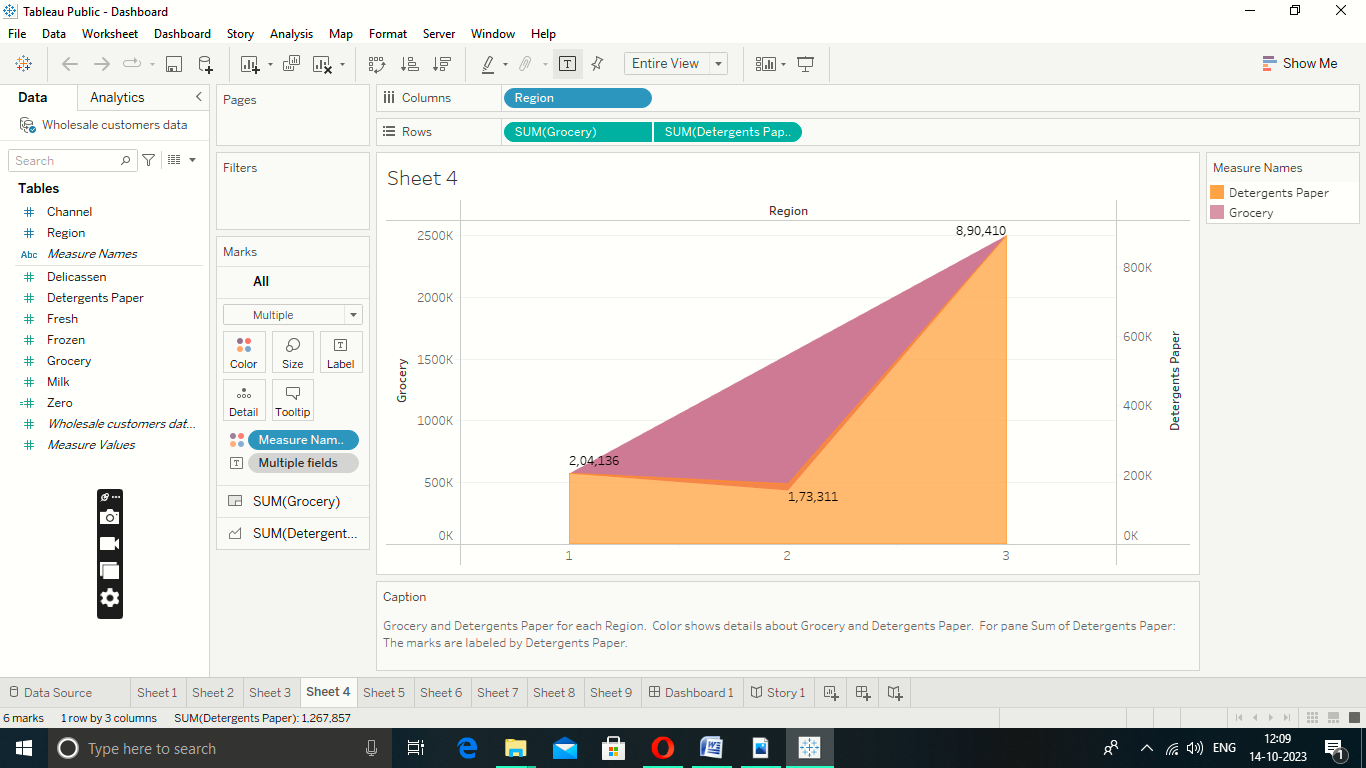 Tableau Public - Dashboard
File Data Worksheet Dashboard Story Analysis Map Format Server Window Help
Entire View
Show Me
Data Analytics
Wholesale customers data
Search
Tables
Channel
Region
Abc Measure Names
Delicassen
Detergents Paper
Fresh
Frozen
Grocery
Milk
Zero
Wholesale customers dat...
Measure Values
Pages
Filters
Marks
All
Multiple
Color Size Label
Detail Tooltip
Measure Nam..
Multiple fields
SUM(Grocery)
SUM(Detergent...
Columns Region
Rows SUM(Grocery) SUM(Detergents Pap..
Sheet 4
Region
Grocery
2500K
2000K
1500K
1000K
500K
0K
8,90,410
2,04,136
1,73,311
800K
600K
400K
200K
0K
Detergents Paper
1 2 3
Measure Names
Detergents Paper
Grocery
Caption
Grocery and Detergents Paper for each Region. Color shows details about Grocery and Detergents Paper. For pane Sum of Detergents Paper:
The marks are labeled by Detergents Paper.
Data Source Sheet 1 Sheet 2 Sheet 3 Sheet 4 Sheet 5 Sheet 6 Sheet 7 Sheet 8 Sheet 9 Dashboard 1 Story 1
6 marks 1 row by 3 columns SUM(Detergents Paper): 1,267,857
Type here to search
ENG
12:09
14-10-2023
1